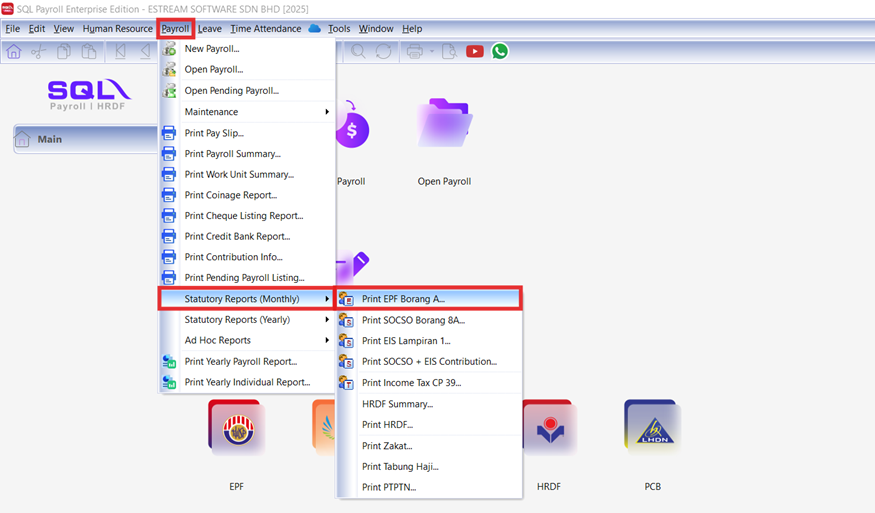 SQL Payroll Enterprise Edition - ESTREAM SOFTWARE SDN BHD [2025]
File Edit View Human Resource Payroll Leave Time Attendance Tools Window Help
SQL
Payroll | HRDF
Main
New Payroll...
Open Payroll...
Open Pending Payroll...
Maintenance
Print Pay Slip...
Print Payroll Summary...
Print Work Unit Summary...
Print Coinage Report...
Print Cheque Listing Report...
Print Credit Bank Report...
Print Contribution Info...
Print Pending Payroll Listing...
Statutory Reports (Monthly)
Statutory Reports (Yearly)
Ad Hoc Reports
Print Yearly Payroll Report...
Print Yearly Individual Report...
Print EPF Borang A...
Print SOCSO Borang 8A...
Print EIS Lampiran 1...
Print SOCSO + EIS Contribution...
Print Income Tax CP 39...
HRDF Summary...
Print HRDF...
Print Zakat...
Print Tabung Haji...
Print PTPTN...
Payroll
Open Payroll
LHDN
EPF
HRDF
PCB